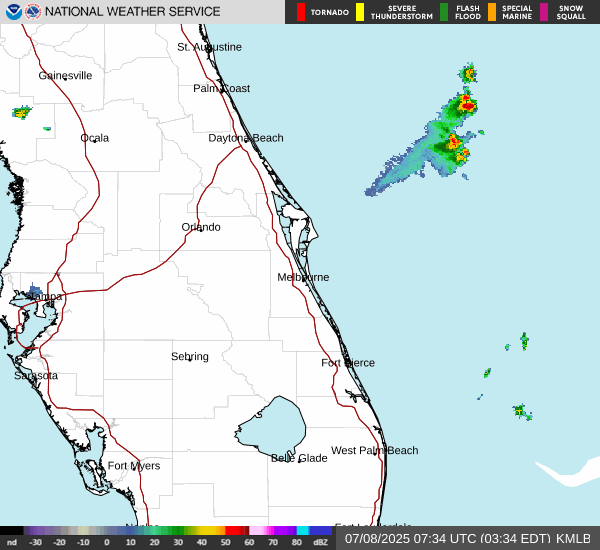 NATIONAL WEATHER SERVICE
TORNADO
SEVERE THUNDERSTORM
FLASH FLOOD
SPECIAL MARINE
SNOW SQUALL
St. Augustine
Gainesville
Palm Coast
Ocala
Daytona Beach
Orlando
Melbourne
Tampa
Sebring
Fort Pierce
Sarasota
West Palm Beach
Belle Glade
Fort Myers
nd -30 -20 -10 0 10 20 30 40 50 60 70 80 dBZ
07/08/2025 07:34 UTC (03:34 EDT) KMLB